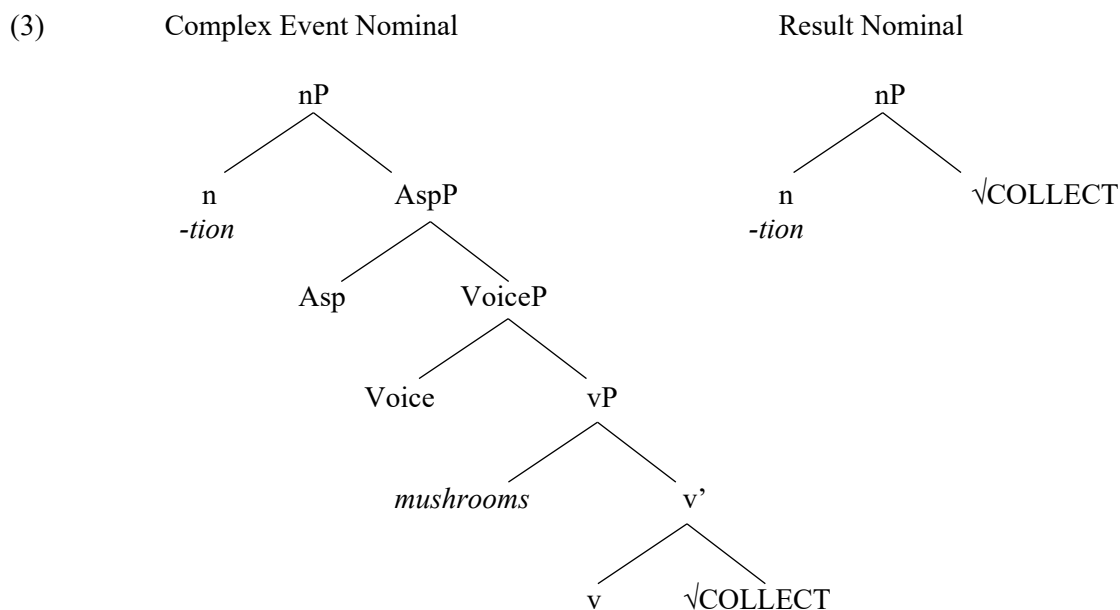 (3) Complex Event Nominal Result Nominal
nP nP
n AspP n √COLLECT
-tion -tion
Asp VoiceP
Voice vP
mushrooms v’
v √COLLECT